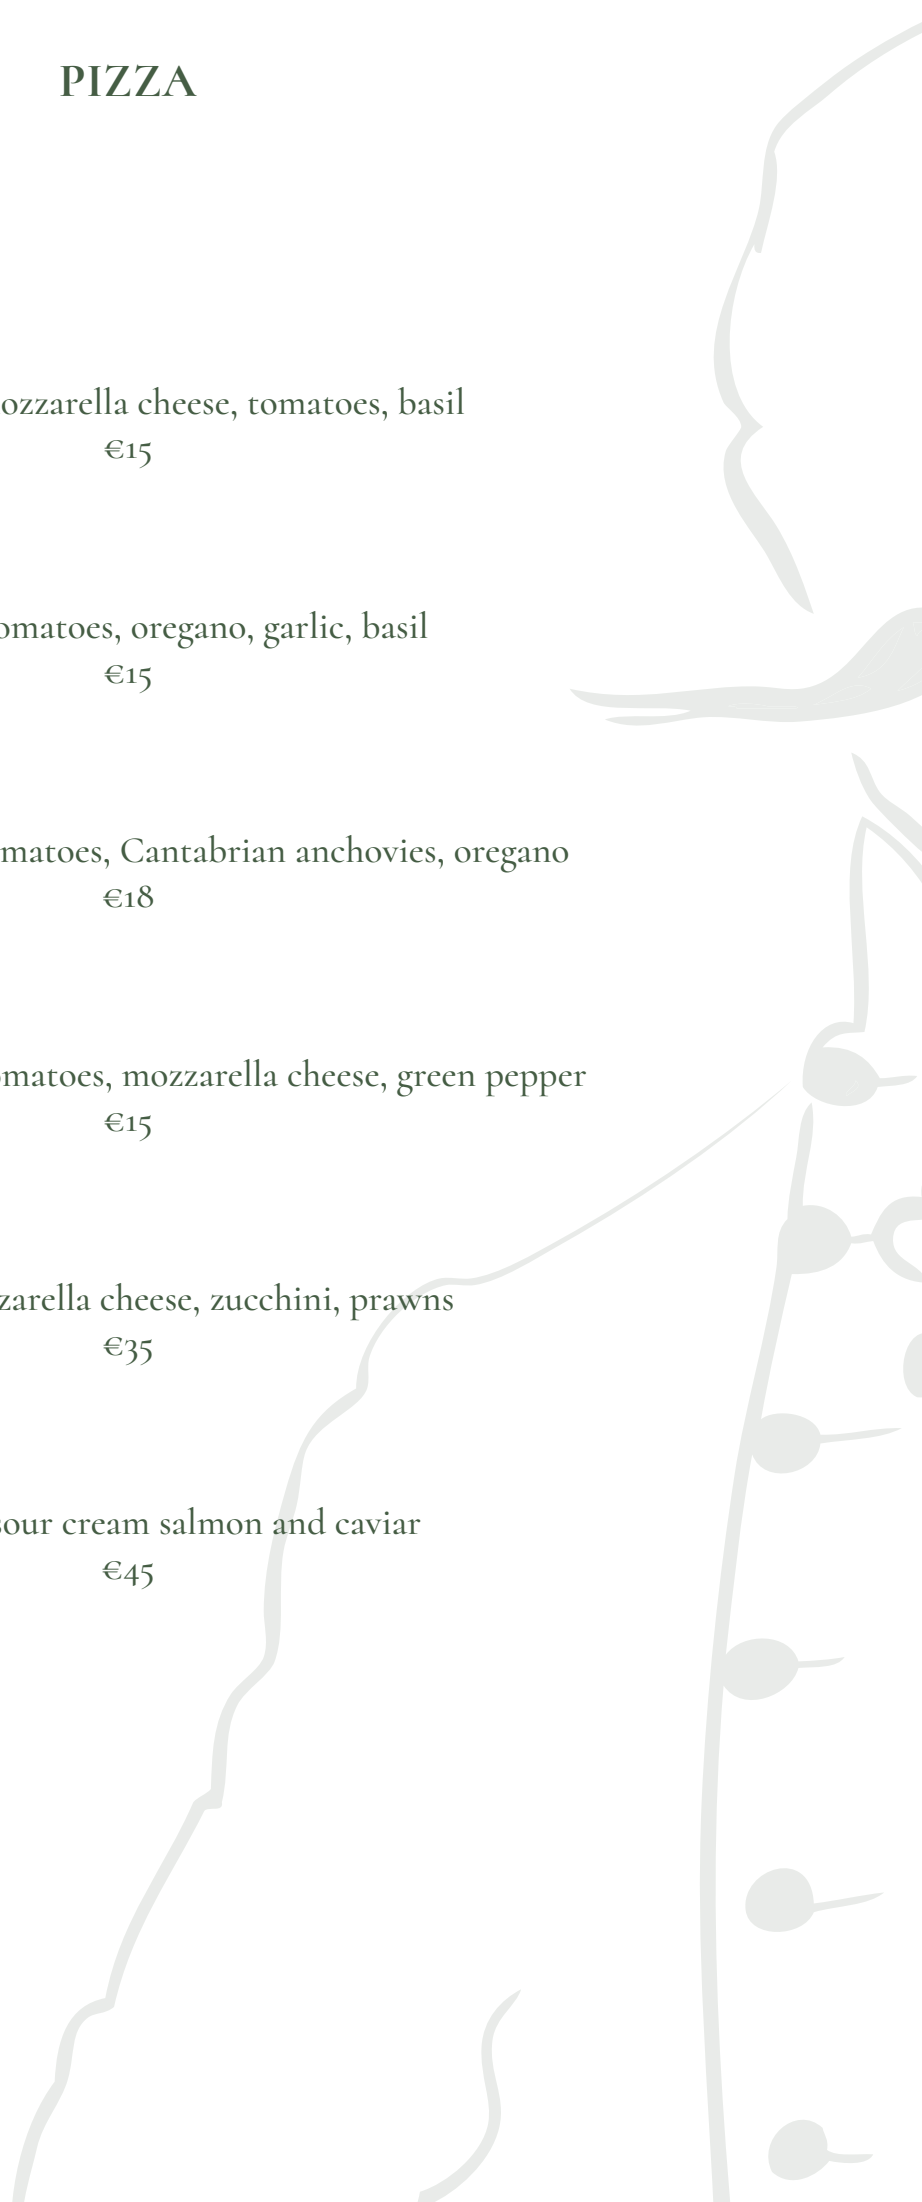 PIZZA
ozzarella cheese, tomatoes, basil
€15
omatoes, oregano, garlic, basil
€15
matoes, Cantabrian anchovies, oregano
€18
omatoes, mozzarella cheese, green pepper
€15
zarella cheese, zucchini, prawns
€35
sour cream salmon and caviar
€45